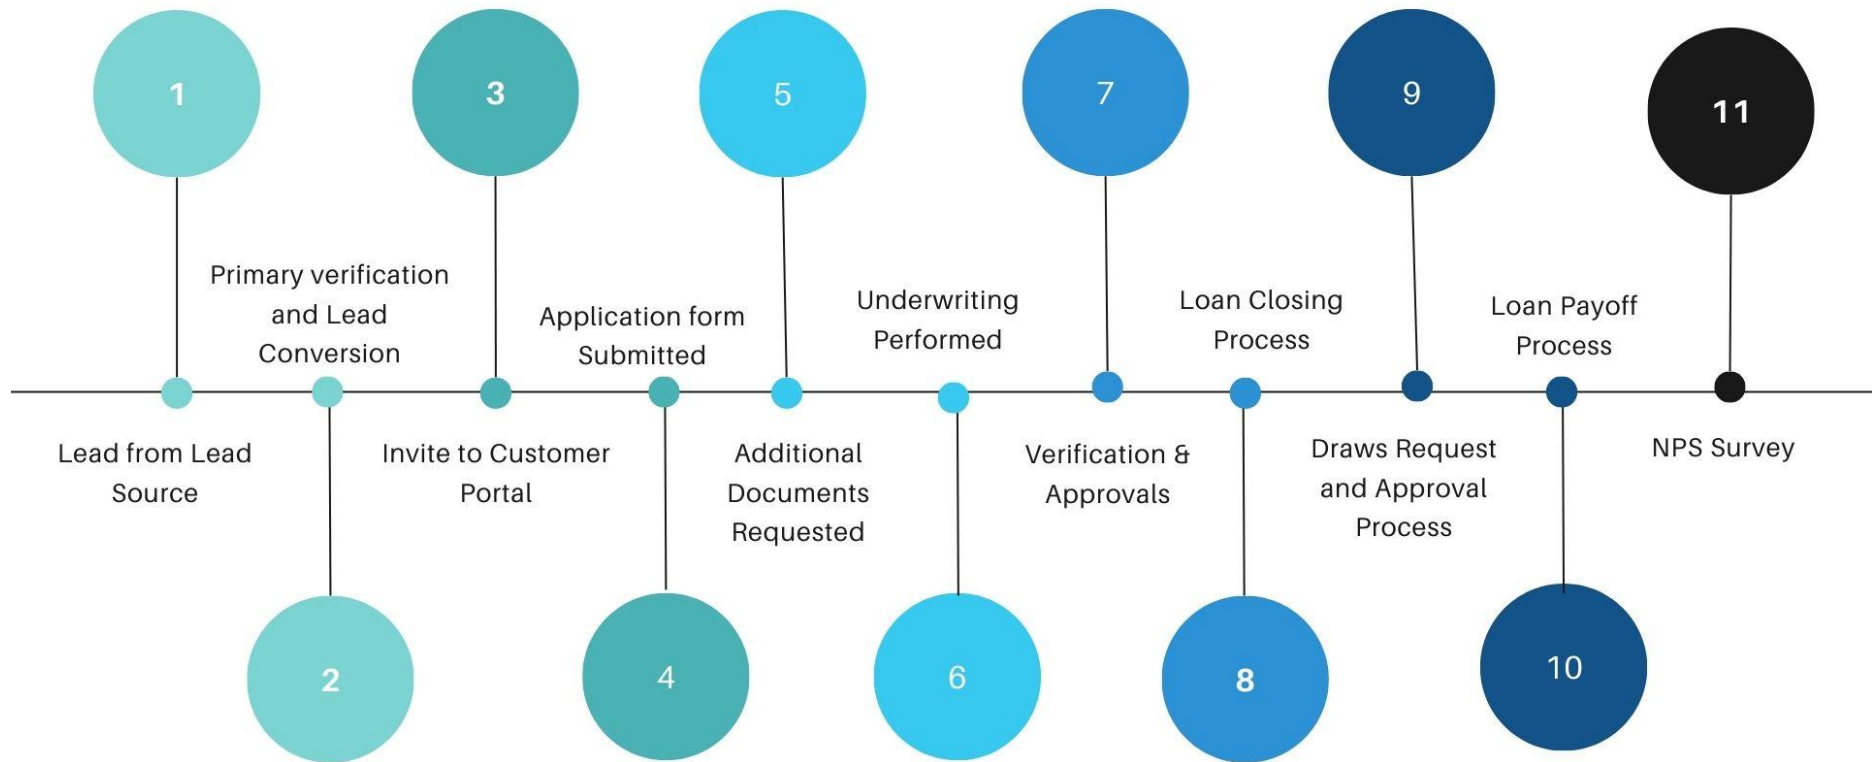 1
3
5
7
9
11
Primary verification
and Lead
Conversion
Application form
Submitted
Underwriting
Performed
Loan Closing
Process
Loan Payoff
Process
Lead from Lead
Source
Invite to Customer
Portal
Additional
Documents
Requested
Verification &
Approvals
Draws Request
and Approval
Process
NPS Survey
2
4
6
8
10